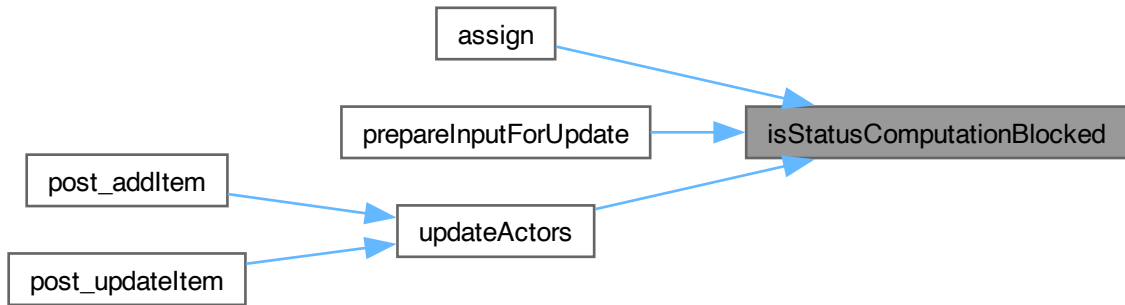 assign
prepareInputForUpdate
isStatusComputationBlocked
post_addItem
updateActors
post_updateItem